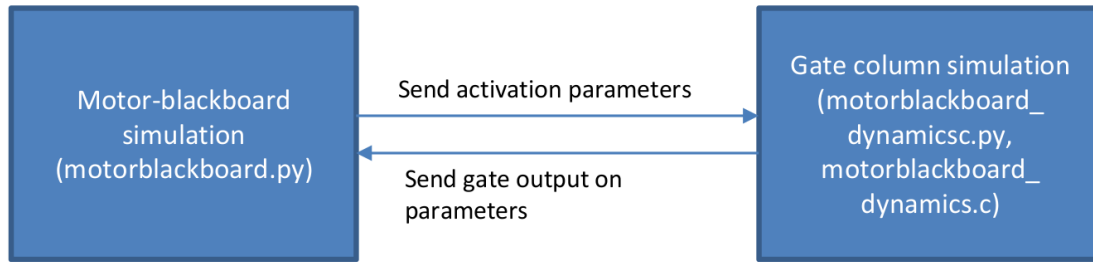 Motor-blackboard
simulation
(motorblackboard.py)
Send activation parameters
Send gate output on
parameters
Gate column simulation
(motorblackboard_
dynamicsc.py,
motorblackboard_
dynamics.c)